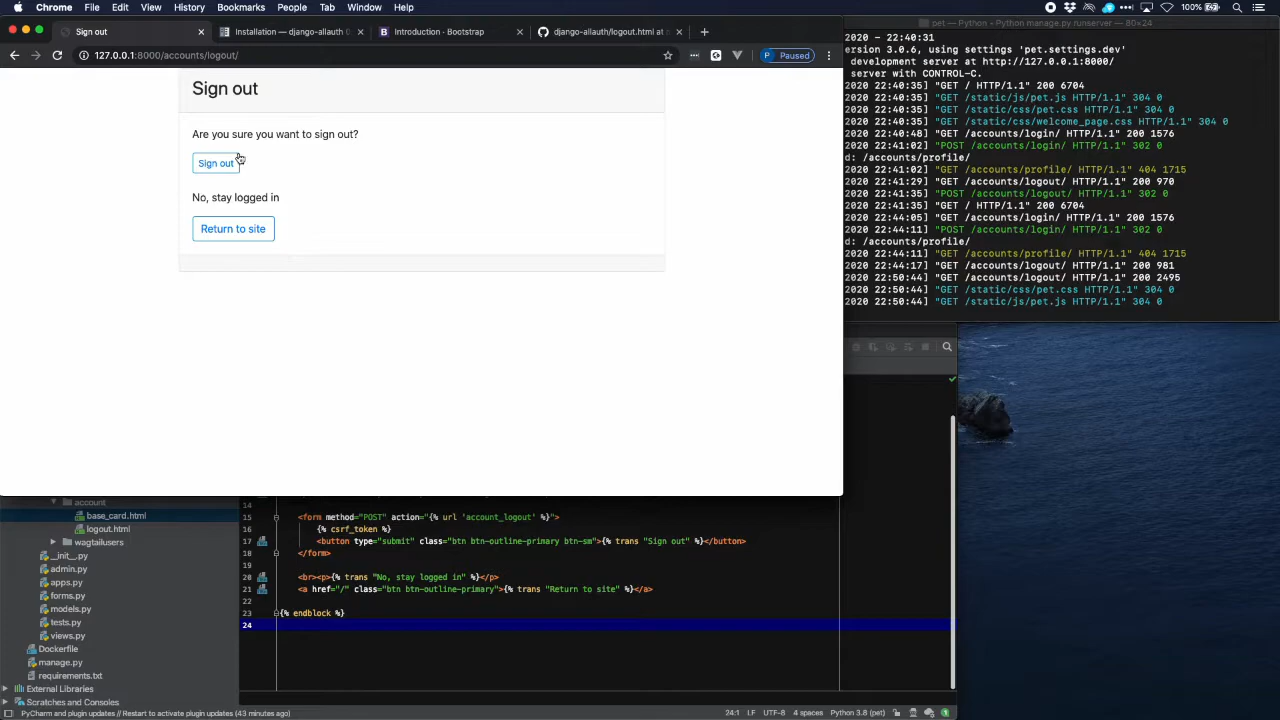 Chrome File Edit View History Bookmarks People Tab Window Help 100%
pet — Python • Python manage.py runserver — 80×24
Sign out
Installation — django-allauth 0
Introduction · Bootstrap
django-allauth/logout.html at
127.0.0.1:8000/accounts/logout/
P Paused
Sign out
Are you sure you want to sign out?
Sign out
No, stay logged in
Return to site
2020 - 22:40:31
ersion 3.0.6, using settings 'pet.settings.dev'
development server at http://127.0.0.1:8000/
server with CONTROL-C.
2020 22:40:35] "GET / HTTP/1.1" 200 6704
2020 22:40:35] "GET /static/js/pet.js HTTP/1.1" 304 0
2020 22:40:35] "GET /static/css/pet.css HTTP/1.1" 304 0
2020 22:40:35] "GET /static/css/welcome_page.css HTTP/1.1" 304 0
2020 22:40:48] "GET /accounts/login/ HTTP/1.1" 200 1576
2020 22:41:02] "POST /accounts/login/ HTTP/1.1" 302 0
d: /accounts/profile/
2020 22:41:02] "GET /accounts/profile/ HTTP/1.1" 404 1715
2020 22:41:29] "GET /accounts/logout/ HTTP/1.1" 200 970
2020 22:41:35] "POST /accounts/logout/ HTTP/1.1" 302 0
2020 22:41:35] "GET / HTTP/1.1" 200 6704
2020 22:44:05] "GET /accounts/login/ HTTP/1.1" 200 1576
2020 22:44:11] "POST /accounts/login/ HTTP/1.1" 302 0
d: /accounts/profile/
2020 22:44:11] "GET /accounts/profile/ HTTP/1.1" 404 1715
2020 22:44:17] "GET /accounts/logout/ HTTP/1.1" 200 981
2020 22:50:44] "GET /accounts/logout/ HTTP/1.1" 200 2495
2020 22:50:44] "GET /static/css/pet.css HTTP/1.1" 304 0
2020 22:50:44] "GET /static/js/pet.js HTTP/1.1" 304 0
account
base_card.html
logout.html
wagtailusers
__init__.py
admin.py
apps.py
forms.py
models.py
tests.py
views.py
Dockerfile
manage.py
requirements.txt
External Libraries
Scratches and Consoles
14
15 <form method="POST" action="{% url 'account_logout' %}">
16 {% csrf_token %}
17 <button type="submit" class="btn btn-outline-primary btn-sm">{% trans "Sign out" %}</button>
18 </form>
19
20 <br><p>{% trans "No, stay logged in" %}</p>
21 <a href="/" class="btn btn-outline-primary">{% trans "Return to site" %}</a>
22
23 {% endblock %}
24
PyCharm and plugin updates // Restart to activate plugin updates (43 minutes ago)
24:1 LF UTF-8 4 spaces Python 3.8 (pet)